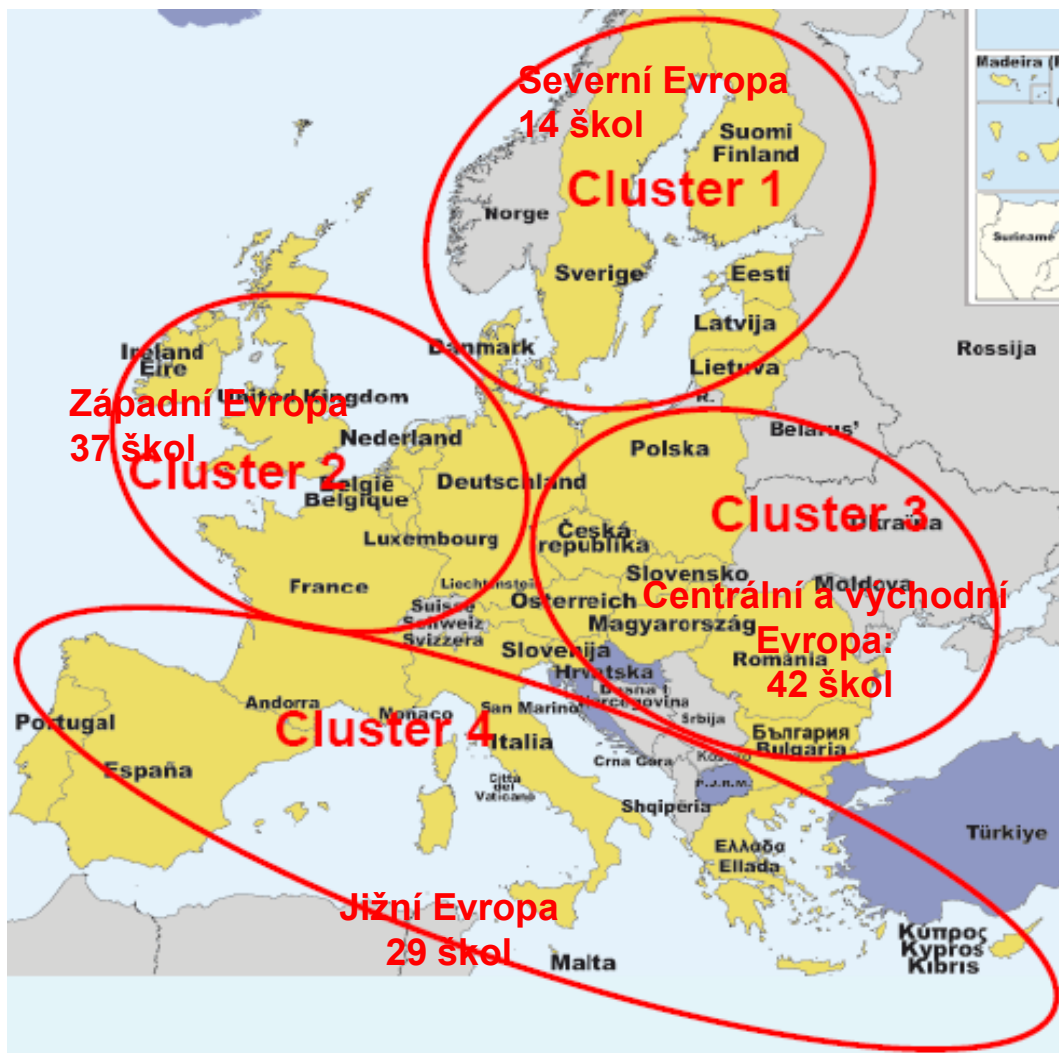 Severní Evropa
14 škol
Madeira (
Suomi
Finland
Cluster 1
Norge
Suriname
Sverige
Eesti
Latvija
Danmark
Rossija
Ireland
Éire
Lietuva
R.
United Kingdom
Západní Evropa
37 škol
Nederland
Belarus'
Polska
Cluster 2
België
Belgique
Deutschland
Cluster 3
Ukraina
Česká
republika
Luxembourg
Slovensko
France
Liechtenstein
Moldova
Österreich
Centrální a východní
Evropa:
42 škol
Suisse
Schweiz
Svizzera
Magyarország
Slovenija
România
Hrvatska
Bosna i
Hercegovina
Andorra
Monaco
San Marino
Srbija
Portugal
Cluster 4
Italia
България
Bulgaria
Crna Gora
Kosovo
España
Città
del
Vaticano
Shqipëria
Türkiye
Ελλάδα
Ellada
Jižní Evropa
29 škol
Malta
Κύπρος
Kypros
Kıbrıs